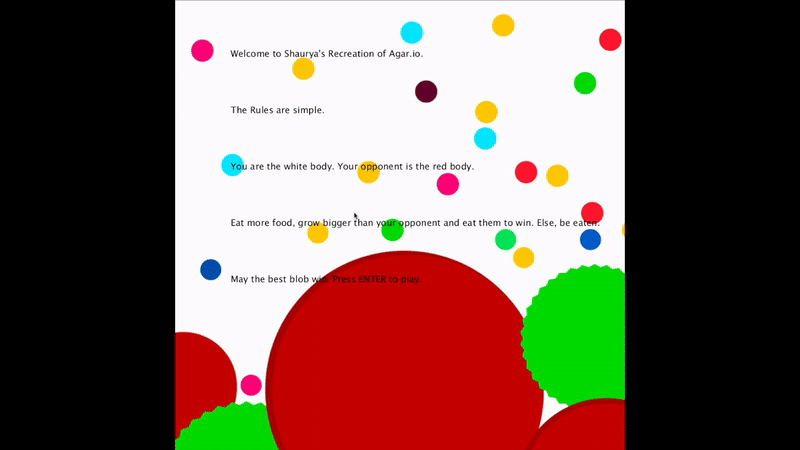 Welcome to Shaurya's Recreation of Agar.io.
The Rules are simple.
You are the white body. Your opponent is the red body.
Eat more food, grow bigger than your opponent and eat them to win. Else, be eaten.
May the best blob win. Press ENTER to play.